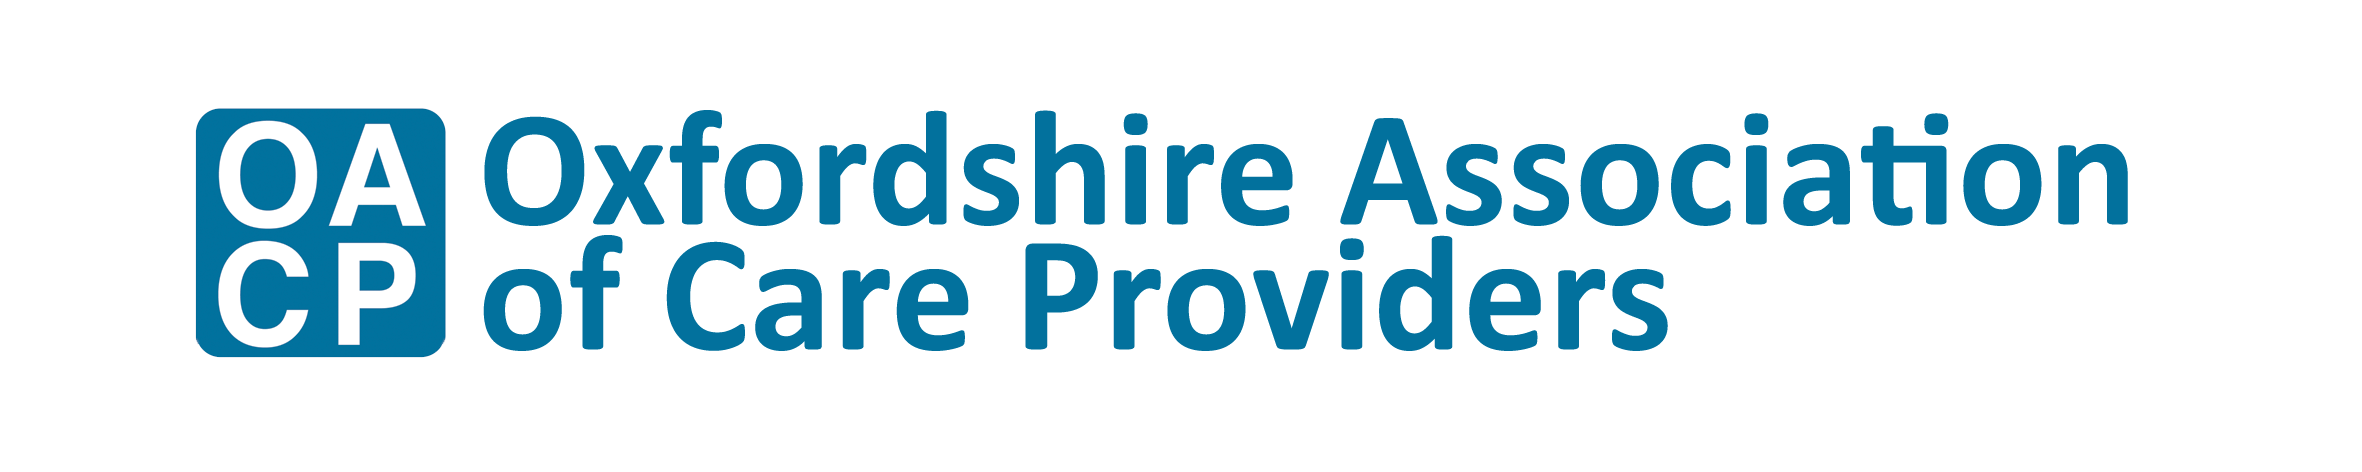 OA
CP
Oxfordshire Association
of Care Providers